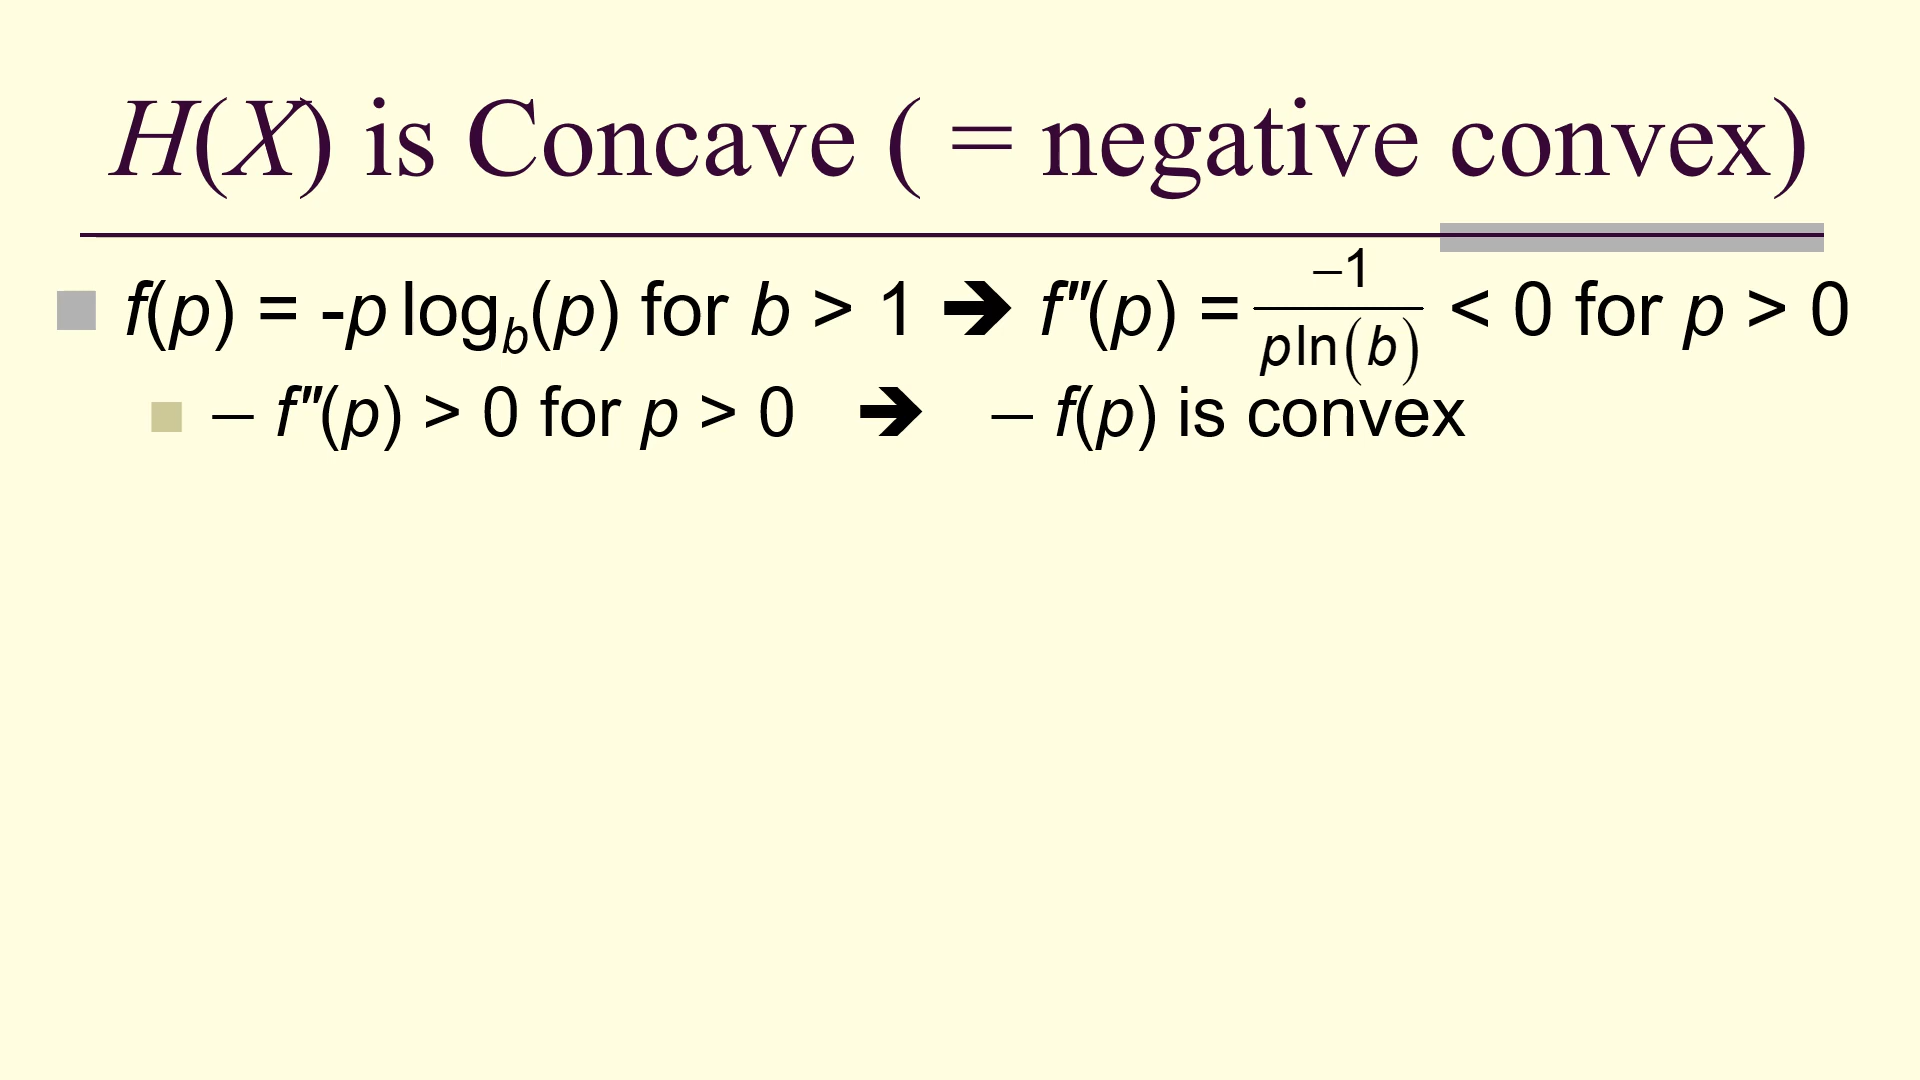 H(X) is Concave ( = negative convex)
f(p) = -p log_b(p) for b > 1 ➔ f″(p) = –1 / (p ln(b)) < 0 for p > 0
– f″(p) > 0 for p > 0 ➔ – f(p) is convex